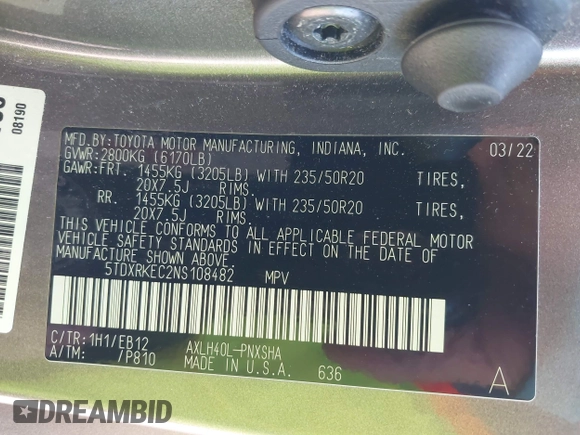 08190
MFD.BY:TOYOTA MOTOR MANUFACTURING, INDIANA, INC. 03/22
GVWR:2800KG (6170LB)
GAWR:FRT. 1455KG (3205LB) WITH 235/50R20 TIRES,
20X7.5J RIMS
RR. 1455KG (3205LB) WITH 235/50R20 TIRES,
20X7.5J RIMS.
THIS VEHICLE CONFORMS TO ALL APPLICABLE FEDERAL MOTOR
VEHICLE SAFETY STANDARDS IN EFFECT ON THE DATE OF
MANUFACTURE SHOWN ABOVE
5TDXRKEC2NS108482 MPV
C/TR:1H1/EB12 AXLH40L-PNXSHA
A/TM: /P810 MADE IN U.S.A. 636 A
DREAMBID